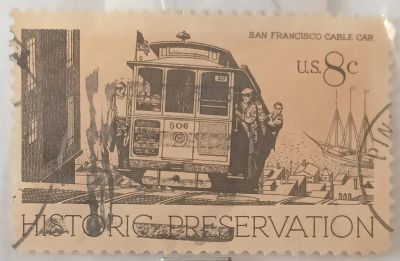 SAN FRANCISCO CABLE CAR
U.S. 8c
506
HISTORIC PRESERVATION